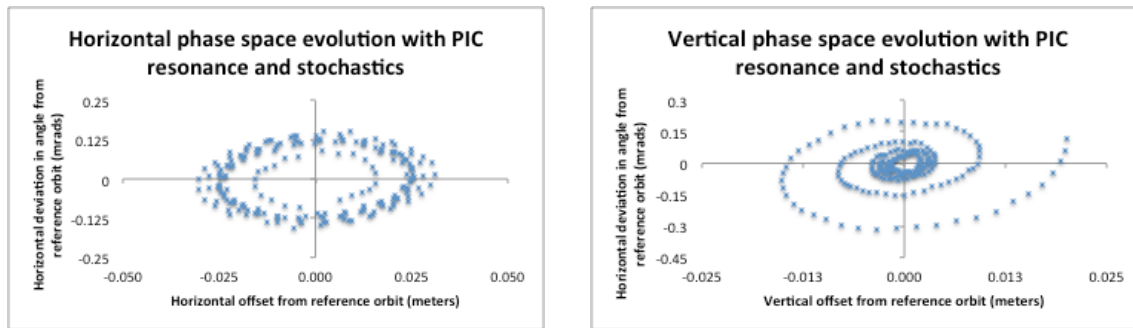 Horizontal phase space evolution with PIC
resonance and stochastics
Horizontal deviation in angle from
reference orbit (mrads)
0.25
0.125
0
-0.125
-0.25
-0.050
-0.025
0.000
0.025
0.050
Horizontal offset from reference orbit (meters)
Vertical phase space evolution with PIC
resonance and stochastics
Horizontal deviation in angle from
reference orbit (mrads)
0.3
0.15
0
-0.15
-0.3
-0.45
-0.025
-0.013
0.000
0.013
0.025
Vertical offset from reference orbit (meters)